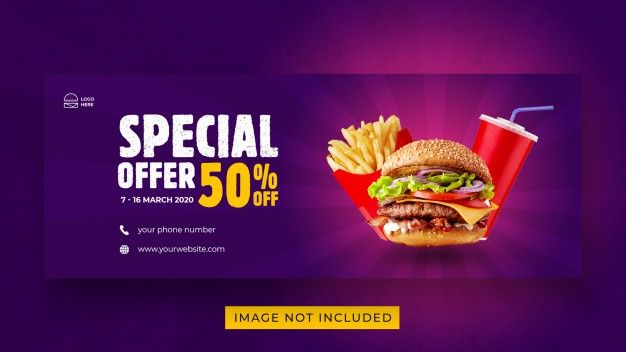 LOGO
HERE
SPECIAL
OFFER 50% OFF
7 - 16 MARCH 2020
your phone number
www.yourwebsite.com
IMAGE NOT INCLUDED